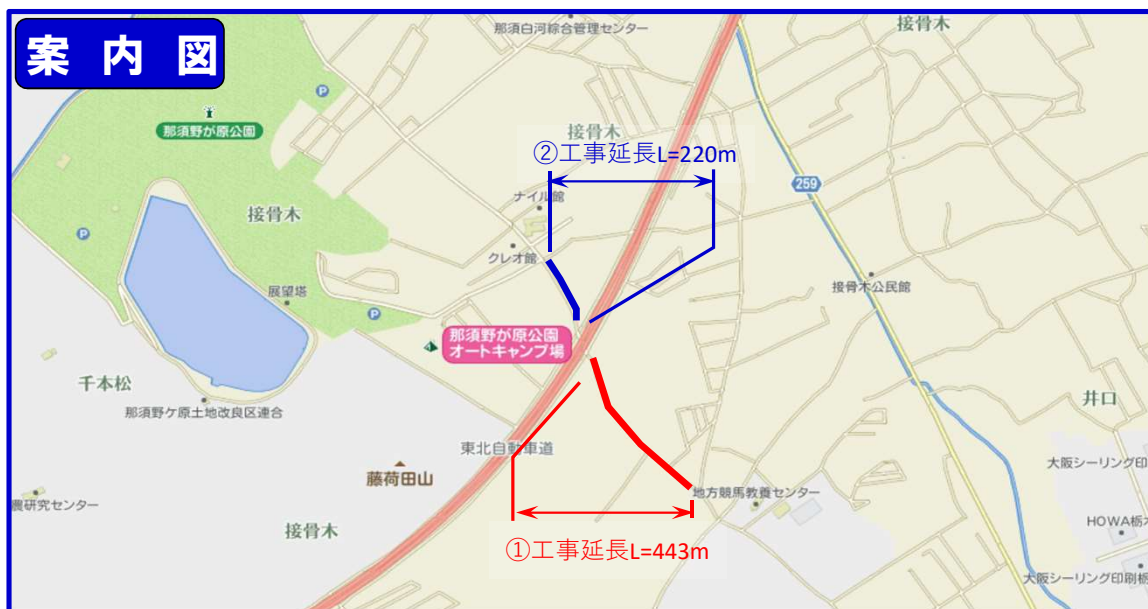 案内図
那須白河綜合管理センター
接骨木
那須野が原公園
接骨木
②工事延長L=220m
259
ナイル館
接骨木
クレオ館
接骨木公民館
展望塔
那須野が原公園
オートキャンプ場
千本松
那須野ケ原土地改良区連合
井口
東北自動車道
藤荷田山
大阪シーリング印
地方競馬教養センター
農研究センター
接骨木
HOWA栃木
①工事延長L=443m
大阪シーリング印刷栃